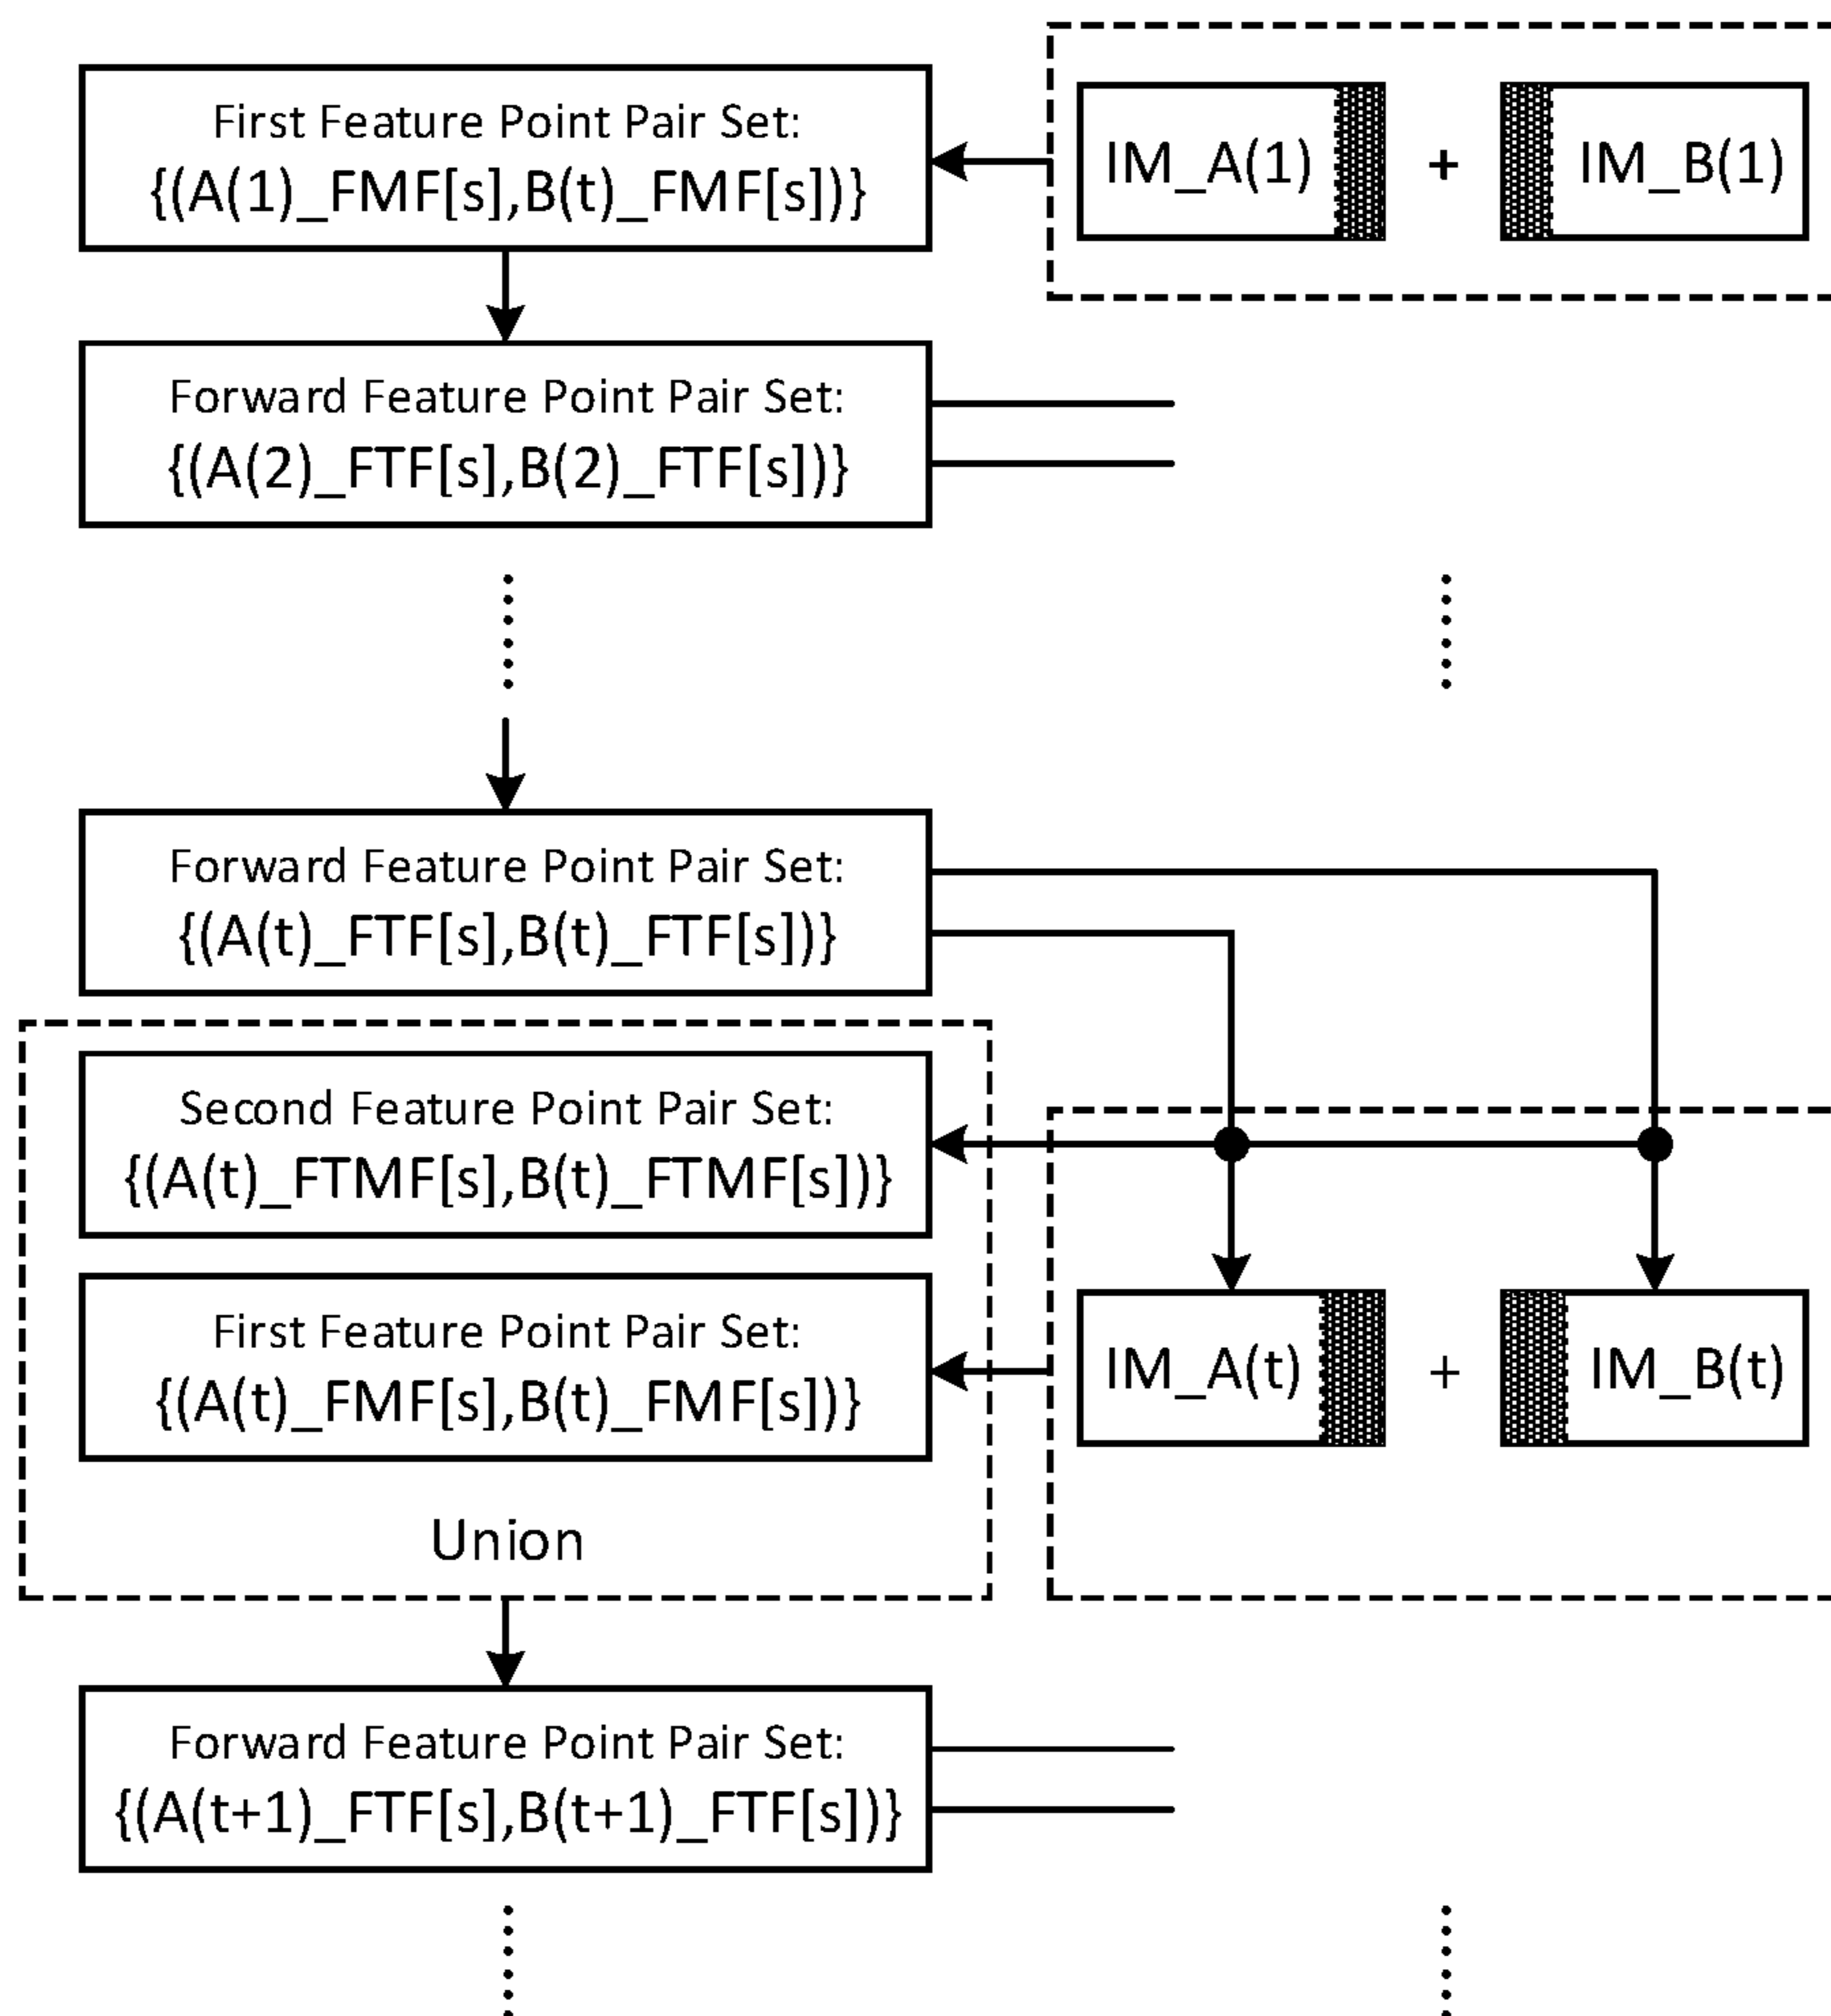 First Feature Point Pair Set:
{(A(1)_FMF[s],B(t)_FMF[s])}
IM_A(1) + IM_B(1)
Forward Feature Point Pair Set:
{(A(2)_FTF[s],B(2)_FTF[s])}
Forward Feature Point Pair Set:
{(A(t)_FTF[s],B(t)_FTF[s])}
Second Feature Point Pair Set:
{(A(t)_FTMF[s],B(t)_FTMF[s])}
First Feature Point Pair Set:
{(A(t)_FMF[s],B(t)_FMF[s])}
IM_A(t) + IM_B(t)
Union
Forward Feature Point Pair Set:
{(A(t+1)_FTF[s],B(t+1)_FTF[s])}